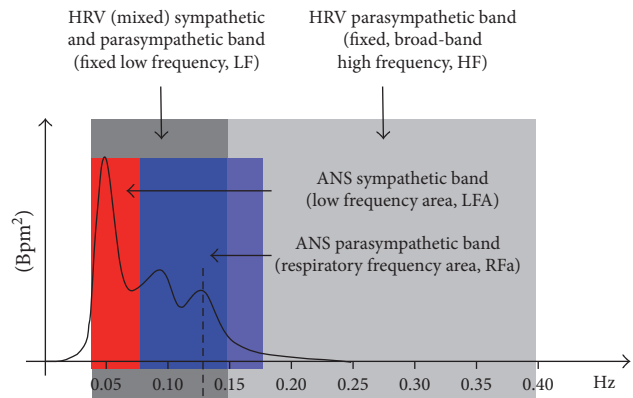 HRV (mixed) sympathetic
and parasympathetic band
(fixed low frequency, LF)
HRV parasympathetic band
(fixed, broad-band
high frequency, HF)
ANS sympathetic band
(low frequency area, LFA)
ANS parasympathetic band
(respiratory frequency area, RFa)
(Bpm²)
0.05 0.10 0.15 0.20 0.25 0.30 0.35 0.40 Hz